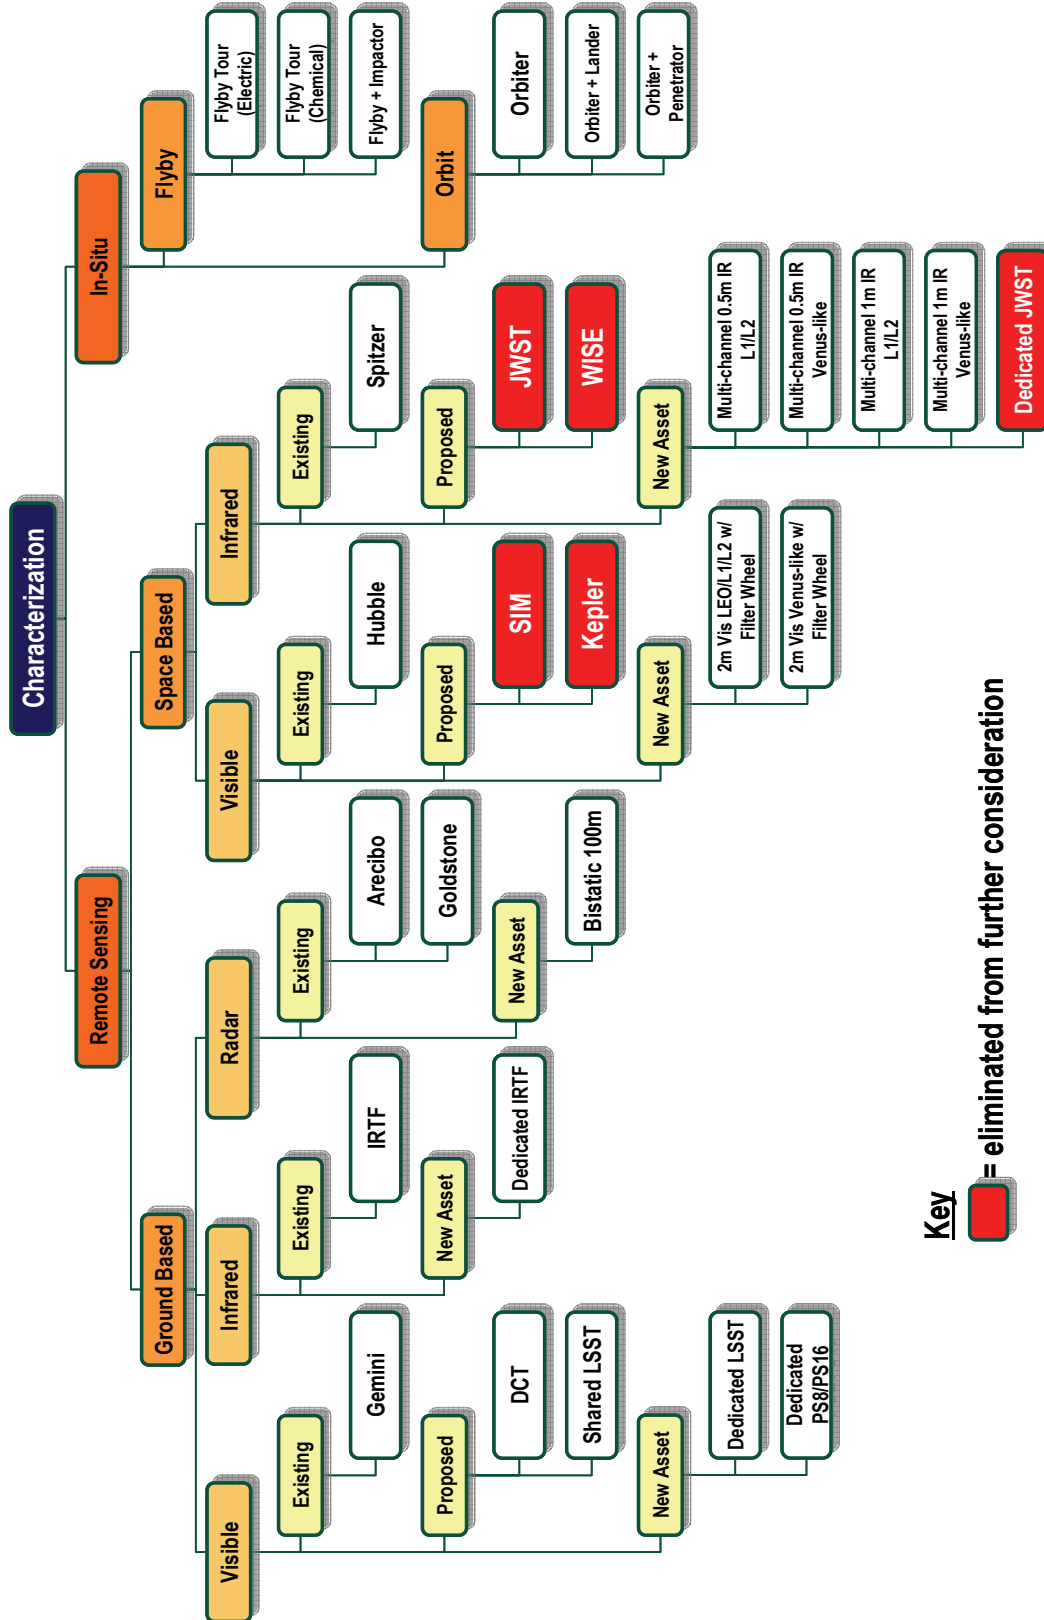 Characterization
Remote Sensing
In-Situ
Ground Based
Space Based
Flyby
Visible
Infrared
Radar
Visible
Infrared
Flyby Tour
(Electric)
Flyby Tour
(Chemical)
Flyby + Impactor
Orbit
Orbiter
Orbiter + Lander
Orbiter +
Penetrator
Existing
Gemini
Proposed
DCT
Shared LSST
New Asset
Dedicated LSST
Dedicated
PS8/PS16
Existing
IRTF
New Asset
Dedicated IRTF
Existing
Arecibo
Goldstone
New Asset
Bistatic 100m
Existing
Hubble
Proposed
SIM
Kepler
New Asset
2m Vis LEO/L1/L2 w/
Filter Wheel
2m Vis Venus-like w/
Filter Wheel
Existing
Spitzer
Proposed
JWST
WISE
New Asset
Multi-channel 0.5m IR
L1/L2
Multi-channel 0.5m IR
Venus-like
Multi-channel 1m IR
L1/L2
Multi-channel 1m IR
Venus-like
Dedicated JWST
Key
= eliminated from further consideration